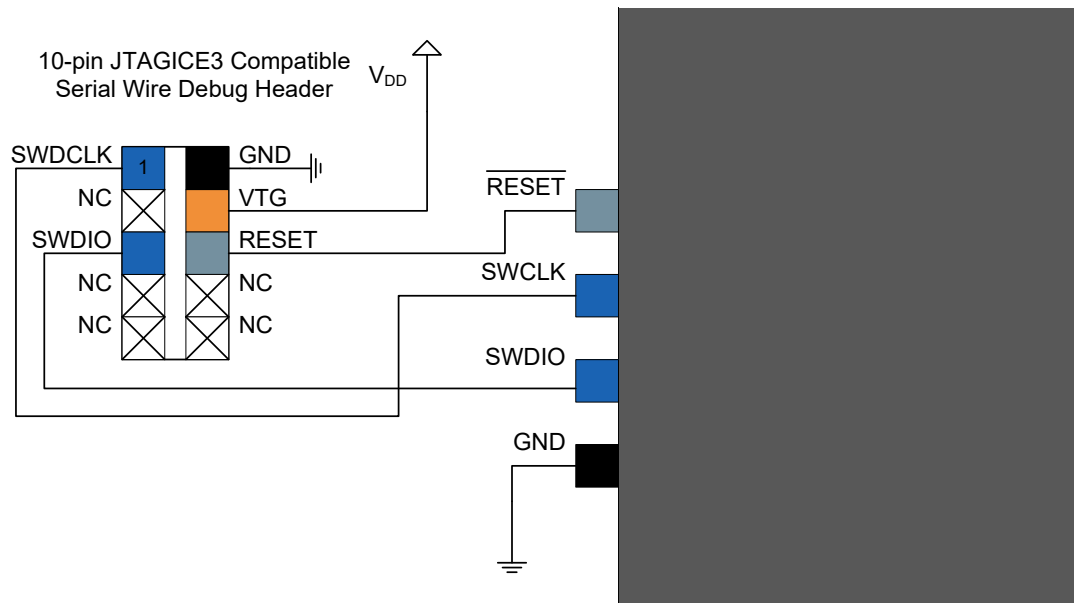 10-pin JTAGICE3 Compatible
Serial Wire Debug Header
VDD
SWDCLK
1
GND
NC
VTG
SWDIO
RESET
NC
NC
NC
NC
RESET
SWCLK
SWDIO
GND